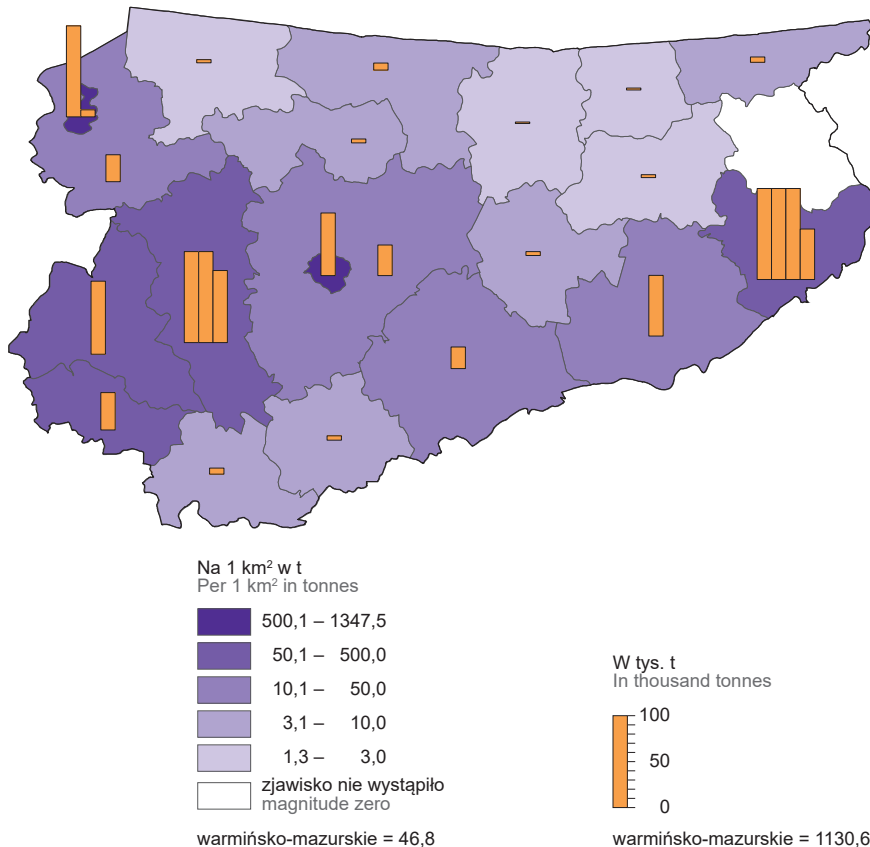 Na 1 km² w t
Per 1 km² in tonnes
500,1 – 1347,5
50,1 – 500,0
10,1 – 50,0
3,1 – 10,0
1,3 – 3,0
zjawisko nie wystąpiło
magnitude zero
warmińsko-mazurskie = 46,8
W tys. t
In thousand tonnes
100
50
0
warmińsko-mazurskie = 1130,6